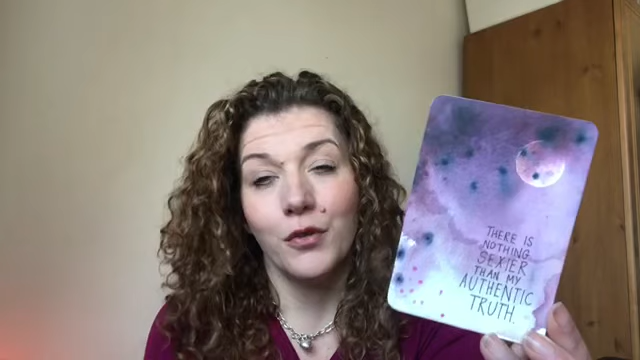 THERE IS
NOTHING
SEXIER
THAN MY
AUTHENTIC
TRUTH.